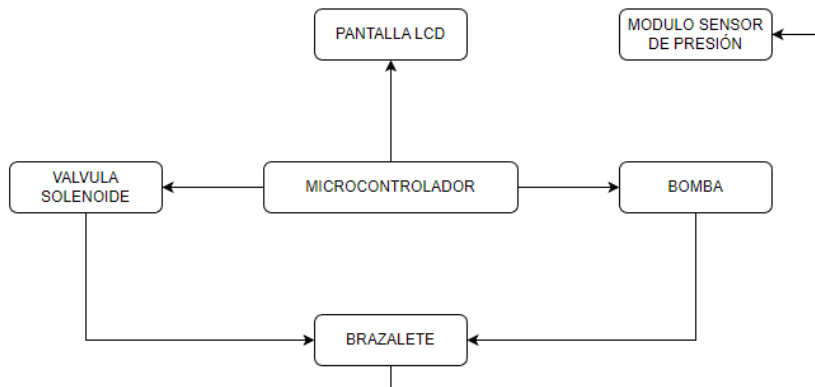 PANTALLA LCD
MODULO SENSOR
DE PRESIÓN
VALVULA
SOLENOIDE
MICROCONTROLADOR
BOMBA
BRAZALETE